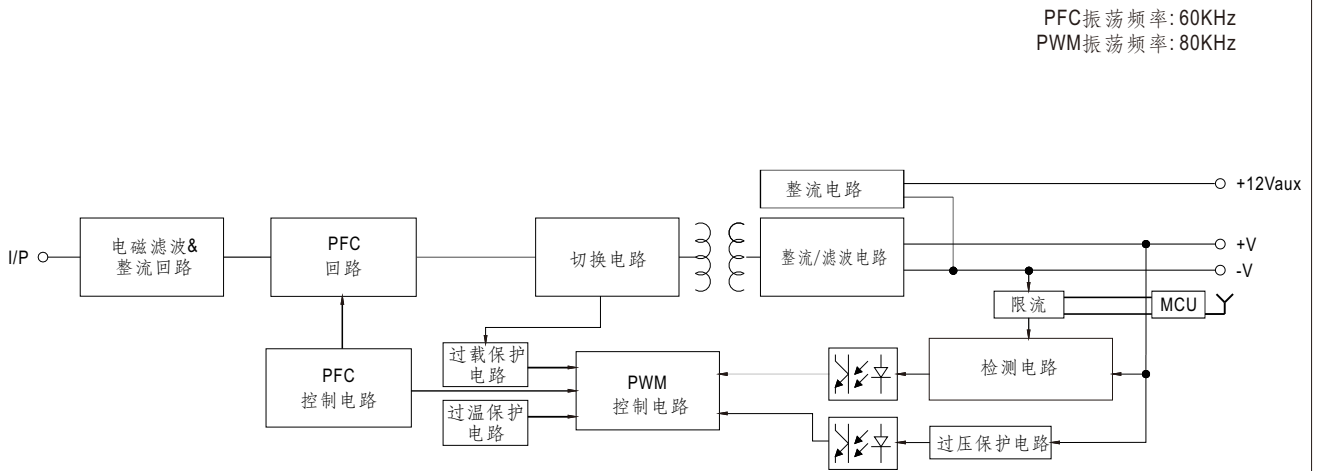 PFC振荡频率: 60KHz
PWM振荡频率: 80KHz
整流电路
+12Vaux
I/P
电磁滤波&
整流回路
PFC
回路
切换电路
整流/滤波电路
+V
-V
限流
MCU
过载保护
电路
PFC
控制电路
PWM
控制电路
检测电路
过温保护
电路
过压保护电路